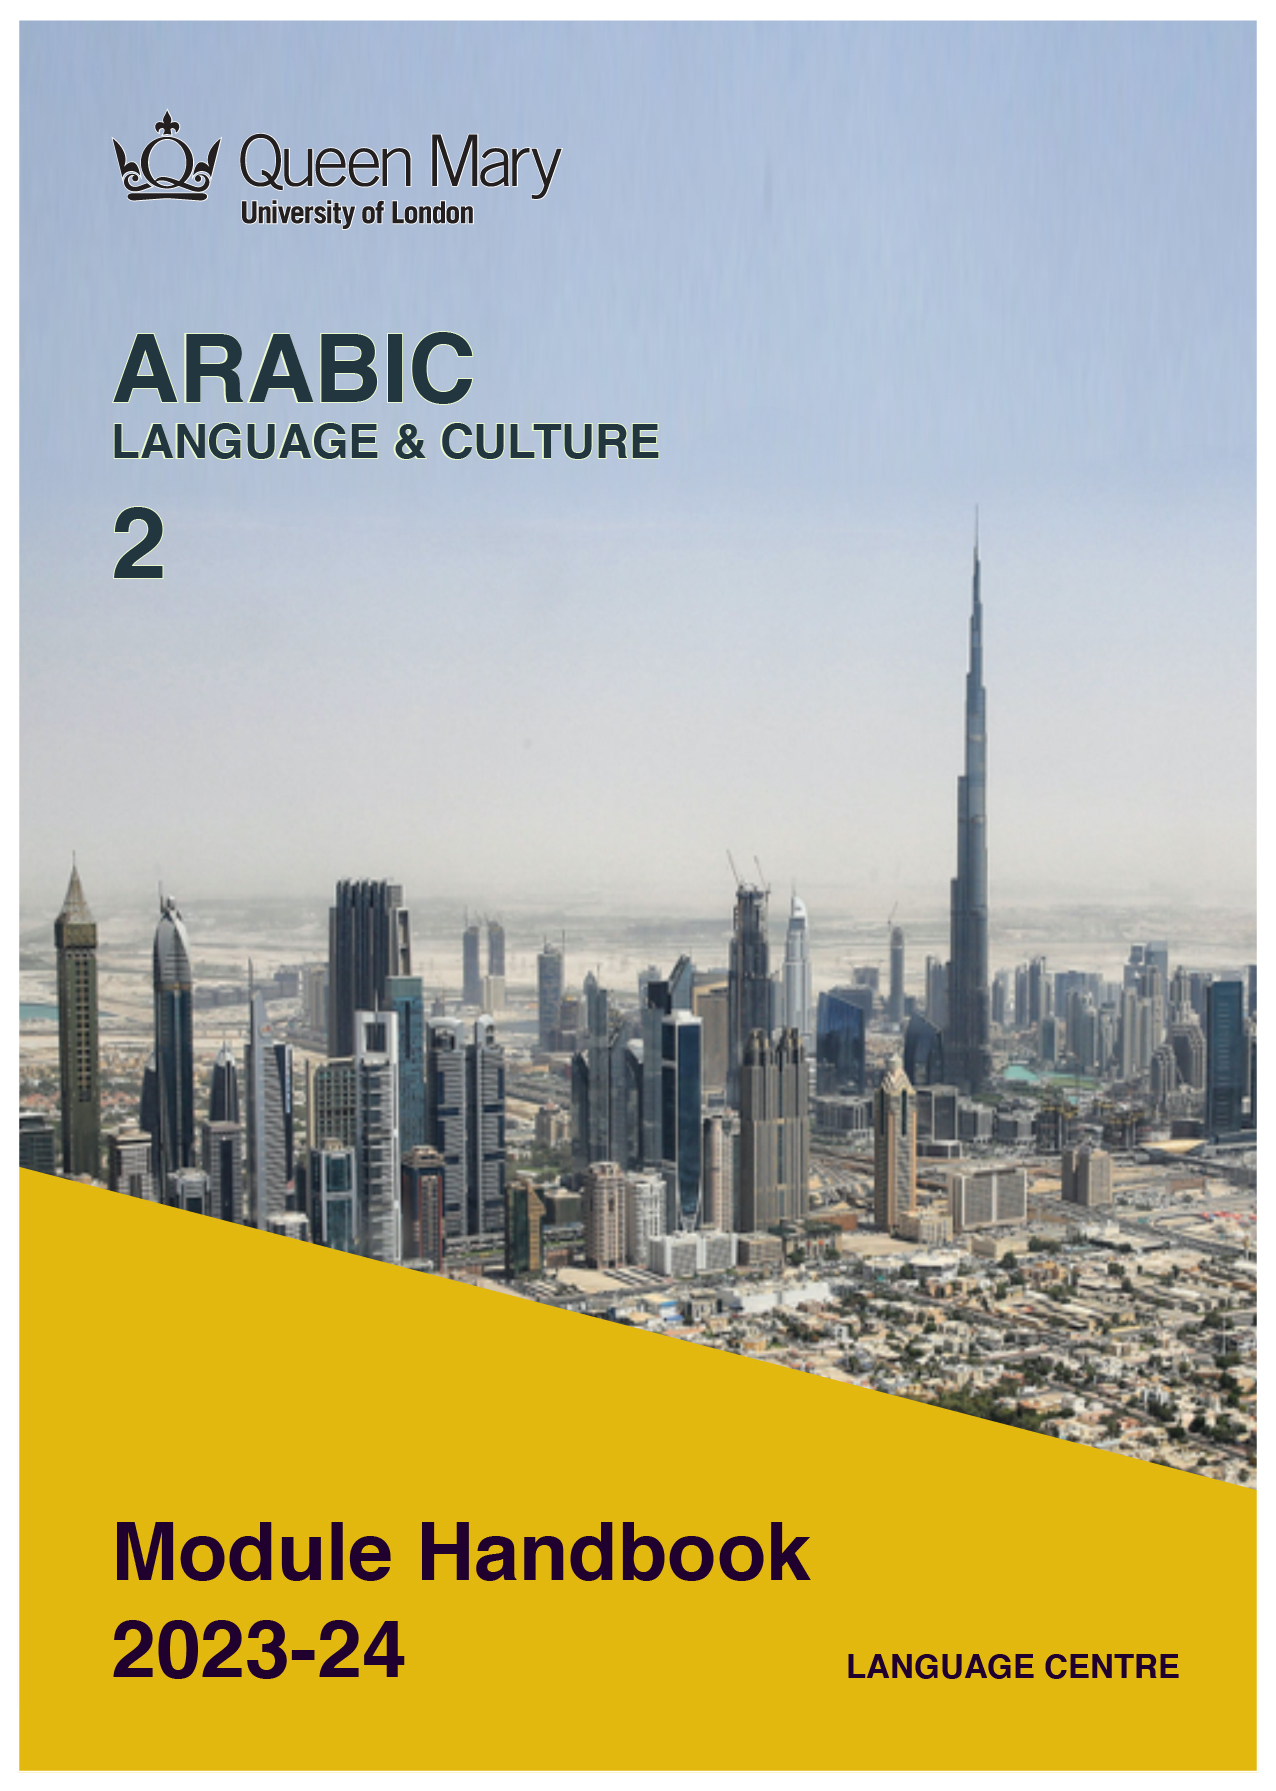 Queen Mary
University of London
ARABIC
LANGUAGE & CULTURE
2
Module Handbook
2023-24
LANGUAGE CENTRE